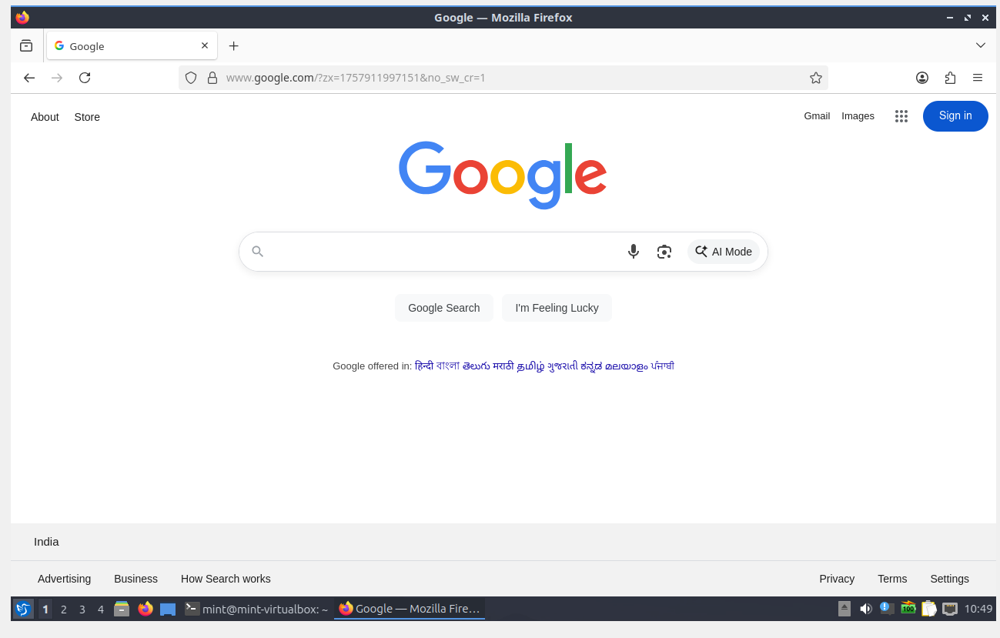 Google — Mozilla Firefox
Google
www.google.com/?zx=1757911997151&no_sw_cr=1
About Store
Gmail Images Sign in
Google
AI Mode
Google Search I'm Feeling Lucky
Google offered in: हिन्दी বাংলা తెలుగు मराठी தமிழ் ગુજરાતી ಕನ್ನಡ മലയാളം ਪੰਜਾਬੀ
India
Advertising Business How Search works Privacy Terms Settings
1 2 3 4 mint@mint-virtualbox: ~ Google — Mozilla Fire… 100 10:49